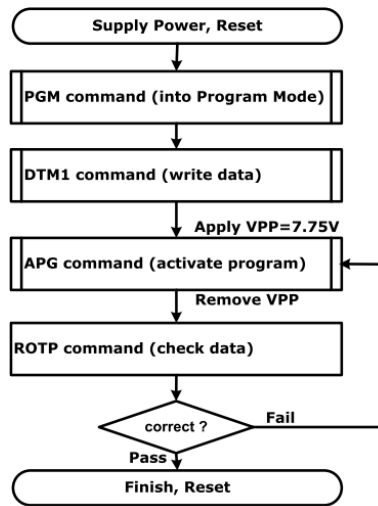 Supply Power, Reset
PGM command (into Program Mode)
DTM1 command (write data)
Apply VPP=7.75V
APG command (activate program)
Remove VPP
ROTP command (check data)
correct ?
Fail
Pass
Finish, Reset